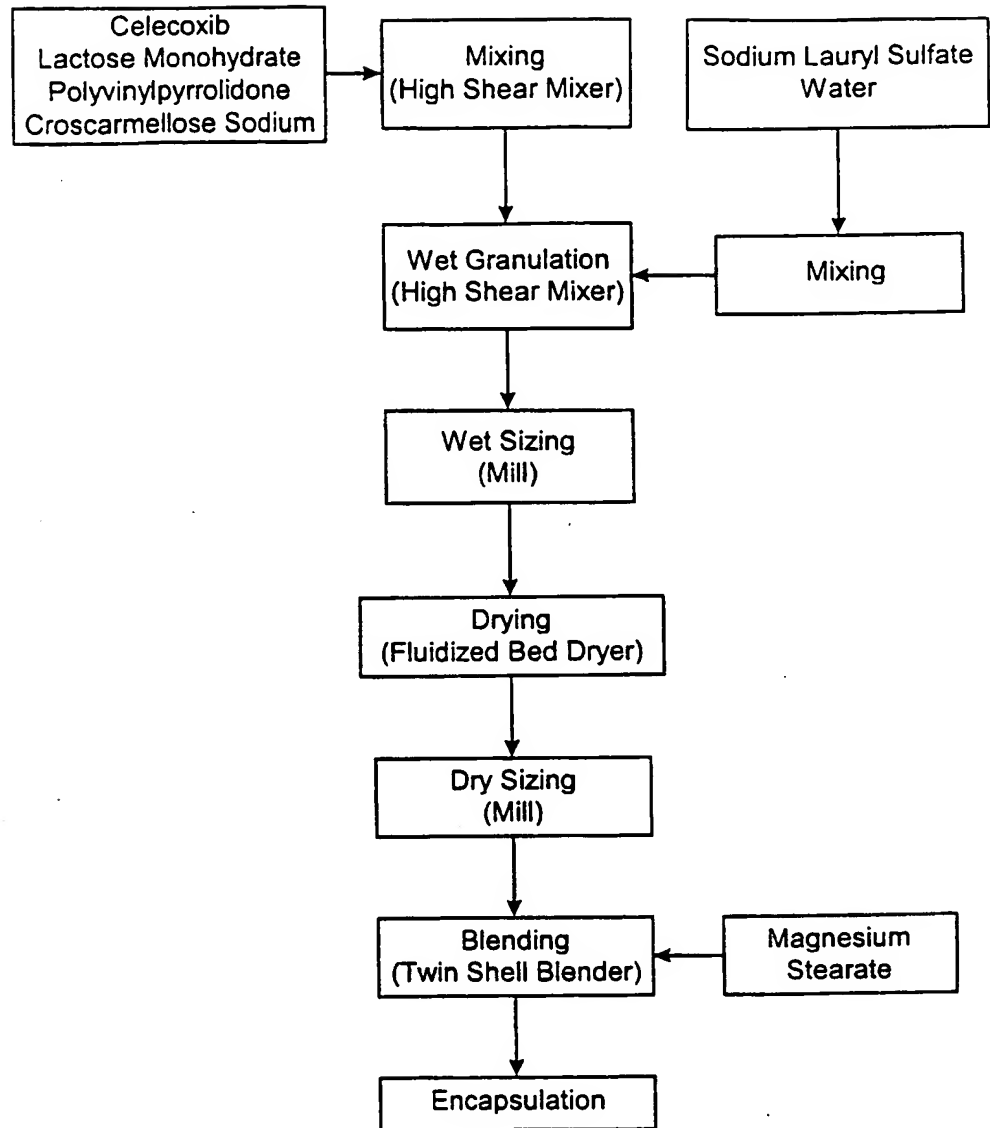 Celecoxib
Lactose Monohydrate
Polyvinylpyrrolidone
Croscarmellose Sodium
Mixing
(High Shear Mixer)
Sodium Lauryl Sulfate
Water
Wet Granulation
(High Shear Mixer)
Mixing
Wet Sizing
(Mill)
Drying
(Fluidized Bed Dryer)
Dry Sizing
(Mill)
Blending
(Twin Shell Blender)
Magnesium
Stearate
Encapsulation